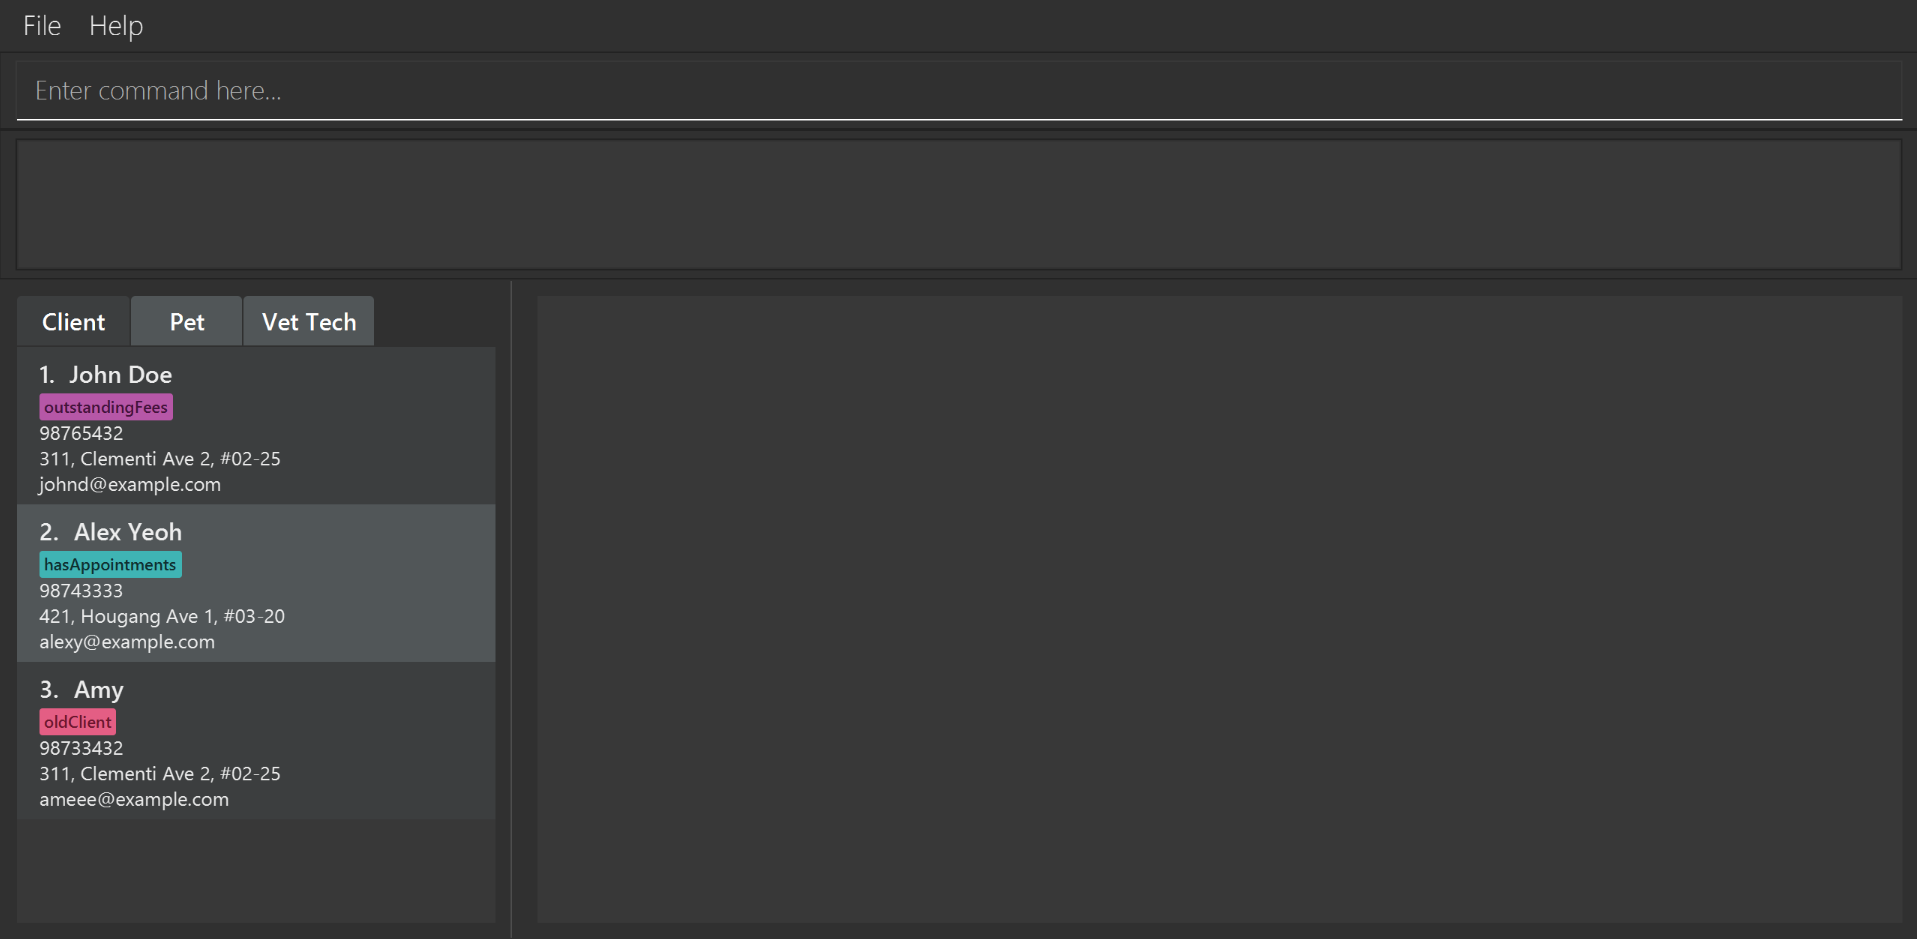 File Help
Enter command here...
Client Pet Vet Tech
1. John Doe
outstandingFees
98765432
311, Clementi Ave 2, #02-25
johnd@example.com
2. Alex Yeoh
hasAppointments
98743333
421, Hougang Ave 1, #03-20
alexy@example.com
3. Amy
oldClient
98733432
311, Clementi Ave 2, #02-25
ameee@example.com